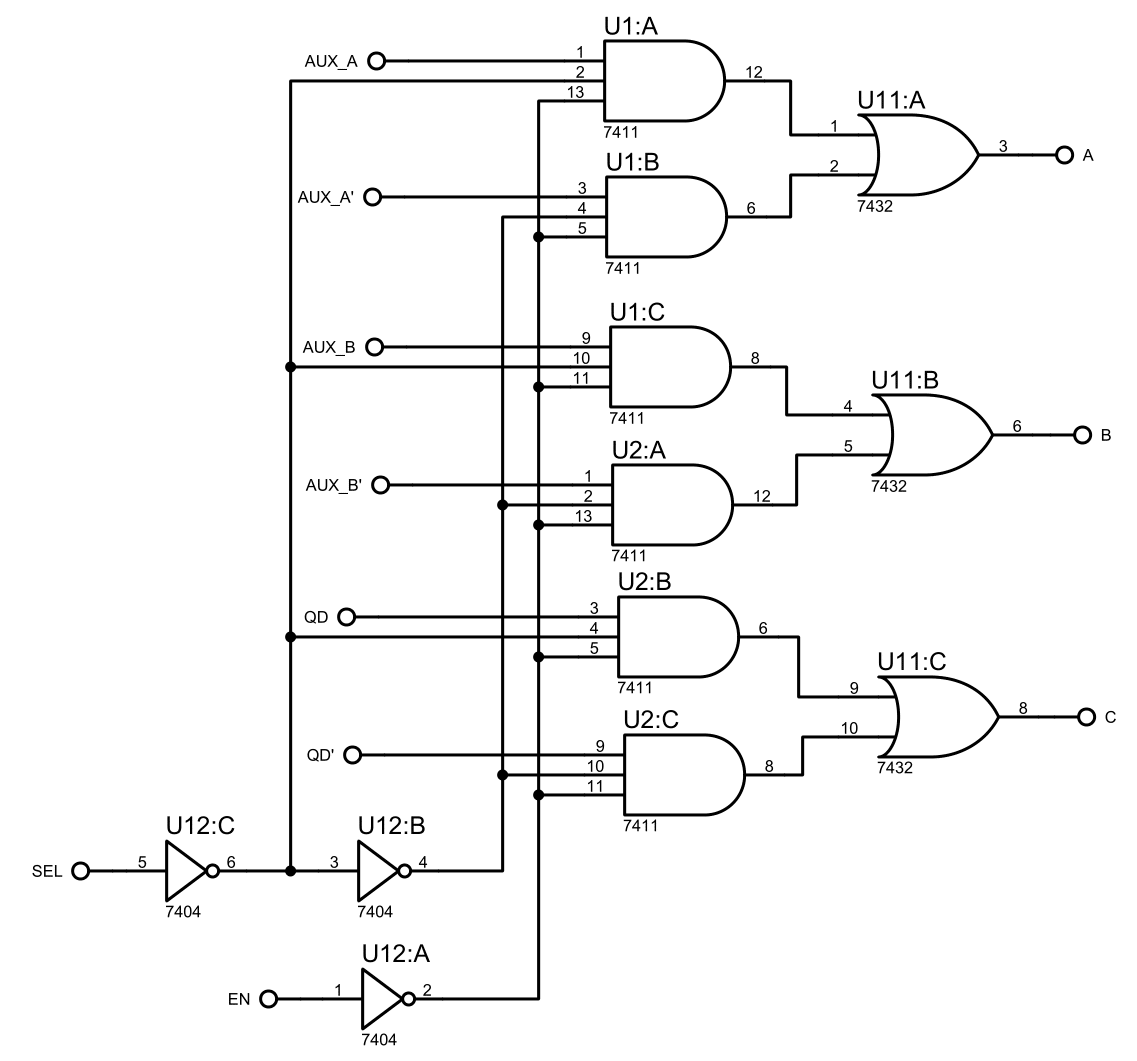 U1:A
AUX_A
1
2
13
12
7411
U11:A
1
2
3
A
7432
U1:B
AUX_A'
3
4
5
6
7411
U1:C
AUX_B
9
10
11
8
7411
U11:B
4
5
6
B
7432
U2:A
AUX_B'
1
2
13
12
7411
U2:B
QD
3
4
5
6
7411
U11:C
9
10
8
C
7432
U2:C
QD'
9
10
11
8
7411
U12:C
SEL
5
6
7404
U12:B
3
4
7404
U12:A
EN
1
2
7404